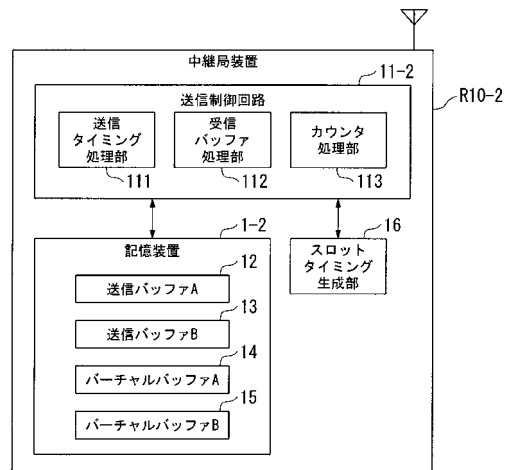 中継局装置
11-2
R10-2
送信制御回路
送信
タイミング
処理部
111
受信
バッファ
処理部
112
カウンタ
処理部
113
1-2
記憶装置
12
送信バッファA
13
送信バッファB
14
バーチャルバッファA
15
バーチャルバッファB
16
スロット
タイミング
生成部